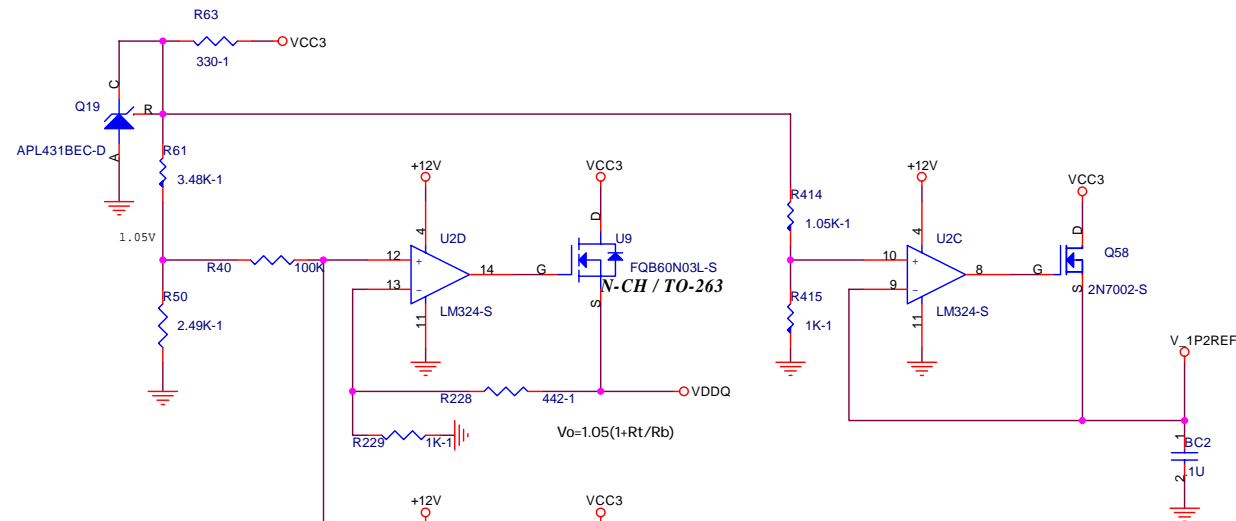 R63
330-1
VCC3
C
Q19
R
APL431BEC-D
A
R61
3.48K-1
1.05V
R40
100K
R50
2.49K-1
+12V
4
U2D
12
+
13
−
14
LM324-S
11
VCC3
D
U9
G
FQB60N03L-S
N-CH / TO-263
S
R228
442-1
VDDQ
R229
1K-1
Vo=1.05(1+Rt/Rb)
R414
1.05K-1
R415
1K-1
+12V
4
U2C
10
+
9
−
8
LM324-S
11
VCC3
D
Q58
G
S
2N7002-S
V_1P2REF
1
BC2
.1U
2
+12V
VCC3